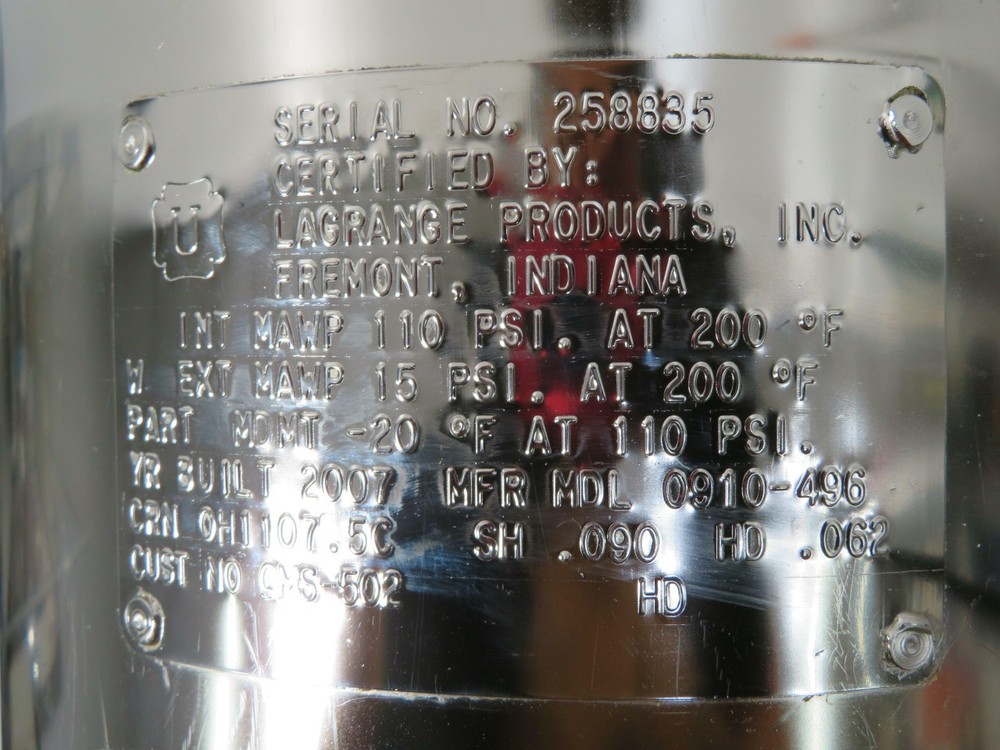 SERIAL NO. 258835
CERTIFIED BY:
U
LAGRANGE PRODUCTS, INC.
FREMONT, INDIANA
INT MAWP 110 PSI. AT 200 °F
W EXT MAWP 15 PSI. AT 200 °F
PART MDMT -20 °F AT 110 PSI.
YR BUILT 2007 MFR MDL 0910-496
CRN 0H1107.5C SH .090 HD .062
CUST NO HD